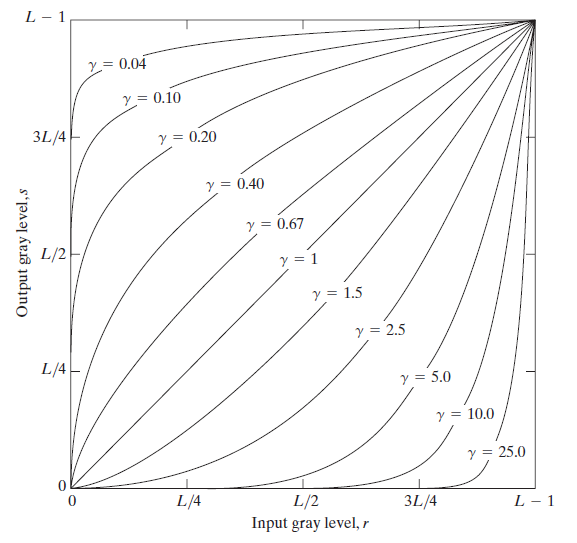 L − 1
γ = 0.04
γ = 0.10
3L/4
γ = 0.20
γ = 0.40
γ = 0.67
Output gray level, s
L/2
γ = 1
γ = 1.5
γ = 2.5
L/4
γ = 5.0
γ = 10.0
γ = 25.0
0
0 L/4 L/2 3L/4 L − 1
Input gray level, r